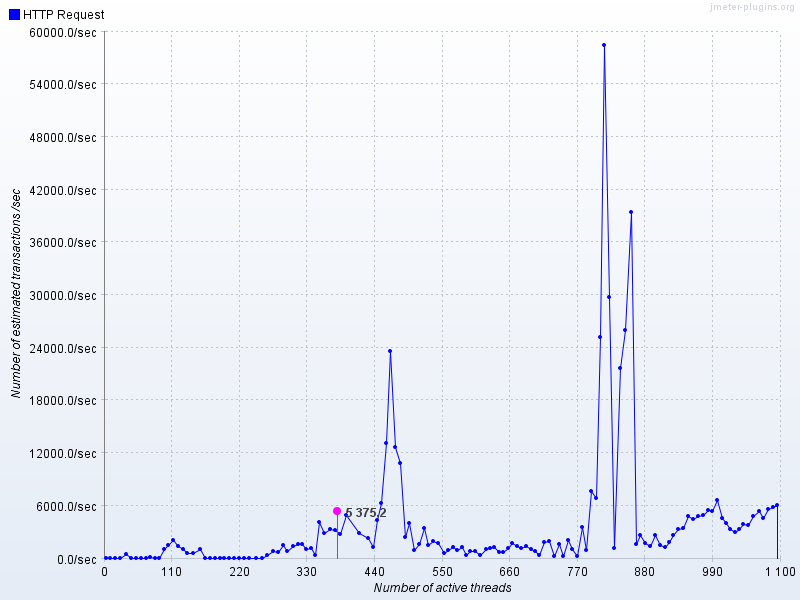 jmeter-plugins.org
HTTP Request
60000.0/sec
54000.0/sec
48000.0/sec
42000.0/sec
36000.0/sec
30000.0/sec
24000.0/sec
18000.0/sec
12000.0/sec
6000.0/sec
0.0/sec
Number of estimated transactions /sec
5 375,2
0 110 220 330 440 550 660 770 880 990 1 100
Number of active threads